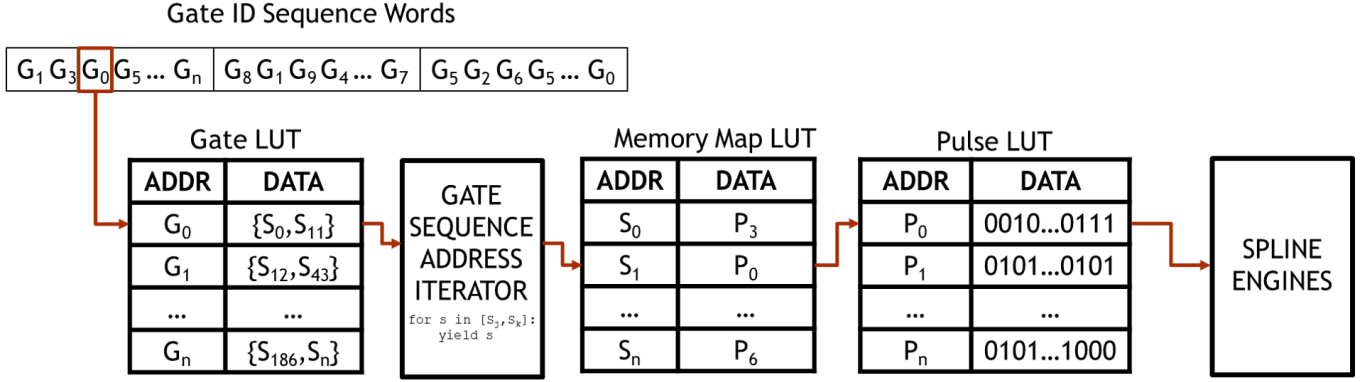 Gate ID Sequence Words
G₁ G₃ G₀ G₅ ... Gₙ G₈ G₁ G₉ G₄ ... G₇ G₅ G₂ G₆ G₅ ... G₀
Gate LUT
ADDR DATA
G₀ {S₀,S₁₁}
G₁ {S₁₂,S₄₃}
... ...
Gₙ {S₁₈₆,Sₙ}
GATE
SEQUENCE
ADDRESS
ITERATOR
for s in [Sⱼ,Sₖ]:
yield s
Memory Map LUT
ADDR DATA
S₀ P₃
S₁ P₀
... ...
Sₙ P₆
Pulse LUT
ADDR DATA
P₀ 0010...0111
P₁ 0101...0101
... ...
Pₙ 0101...1000
SPLINE
ENGINES